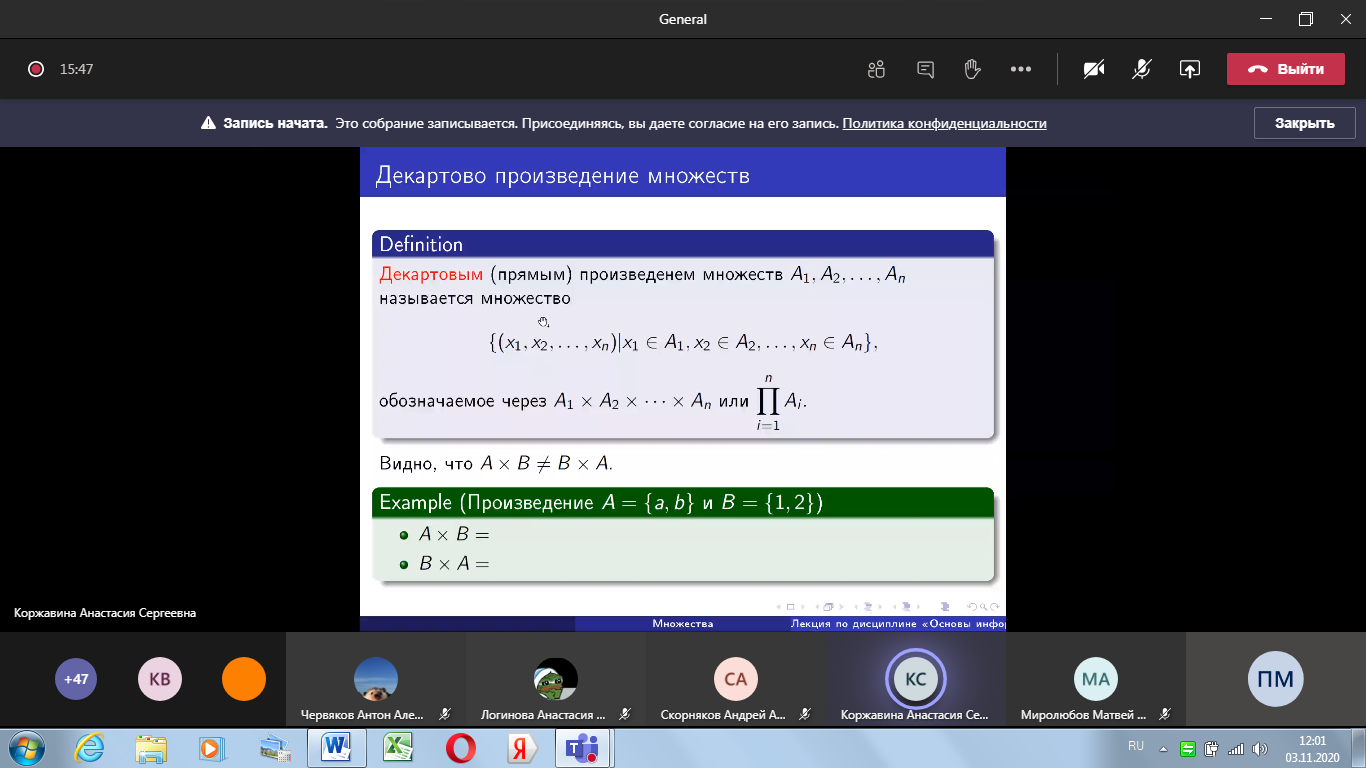 General
15:47
Выйти
Запись начата. Это собрание записывается. Присоединяясь, вы даете согласие на его запись. Политика конфиденциальности
Закрыть
Декартово произведение множеств
Definition
Декартовым (прямым) произведенем множеств A₁, A₂, . . . , Aₙ
называется множество
{(x₁, x₂, . . . , xₙ)|x₁ ∈ A₁, x₂ ∈ A₂, . . . , xₙ ∈ Aₙ},
обозначаемое через A₁ × A₂ × · · · × Aₙ или ∏ⁿᵢ₌₁ Aᵢ.
Видно, что A × B ≠ B × A.
Example (Произведение A = {a, b} и B = {1, 2})
A × B =
B × A =
Коржавина Анастасия Сергеевна
Множества
Лекция по дисциплине «Основы инфор
+47
КВ
СА
КС
МА
ПМ
Червяков Антон Але...
Логинова Анастасия ...
Скорняков Андрей А...
Коржавина Анастасия Се...
Миролюбов Матвей ...
W
X
Я
T
RU
12:01
03.11.2020